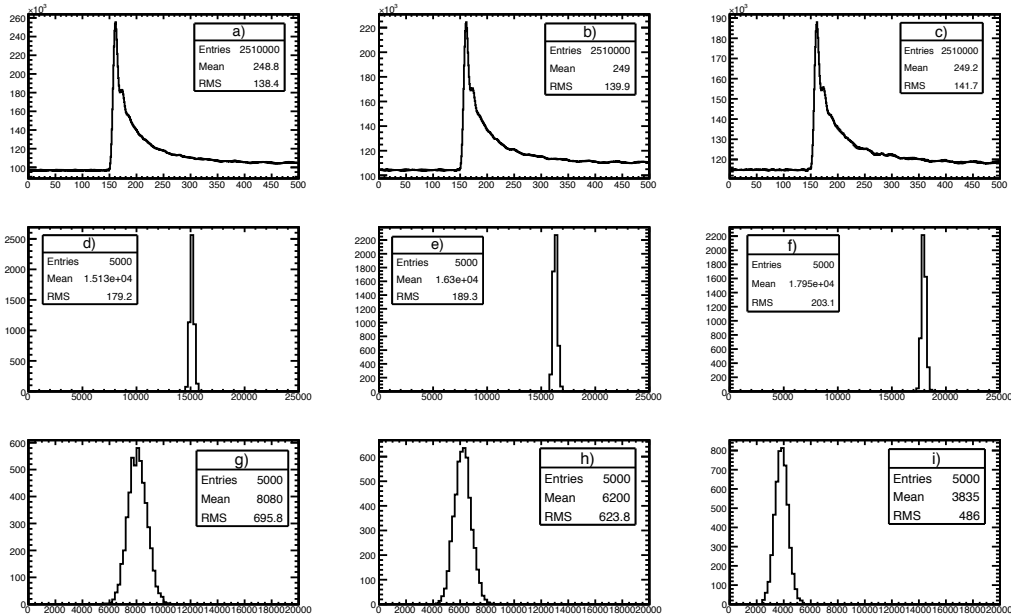 ×10³ ×10³ ×10³
260
240
220
200
180
160
140
120
100
a)
Entries 2510000
Mean 248.8
RMS 138.4
0 50 100 150 200 250 300 350 400 450 500
220
200
180
160
140
120
100
b)
Entries 2510000
Mean 249
RMS 139.9
0 50 100 150 200 250 300 350 400 450 500
190
180
170
160
150
140
130
120
c)
Entries 2510000
Mean 249.2
RMS 141.7
0 50 100 150 200 250 300 350 400 450 500
2500
2000
1500
1000
500
0
d)
Entries 5000
Mean 1.513e+04
RMS 179.2
0 5000 10000 15000 20000 25000
2200
2000
1800
1600
1400
1200
1000
800
600
400
200
0
e)
Entries 5000
Mean 1.63e+04
RMS 189.3
0 5000 10000 15000 20000 25000
2200
2000
1800
1600
1400
1200
1000
800
600
400
200
0
f)
Entries 5000
Mean 1.795e+04
RMS 203.1
0 5000 10000 15000 20000 25000
600
500
400
300
200
100
0
g)
Entries 5000
Mean 8080
RMS 695.8
0 2000 4000 6000 8000 10000 12000 14000 16000 18000 20000
600
500
400
300
200
100
0
h)
Entries 5000
Mean 6200
RMS 623.8
0 2000 4000 6000 8000 10000 12000 14000 16000 18000 20000
800
700
600
500
400
300
200
100
0
i)
Entries 5000
Mean 3835
RMS 486
0 2000 4000 6000 8000 10000 12000 14000 16000 18000 20000